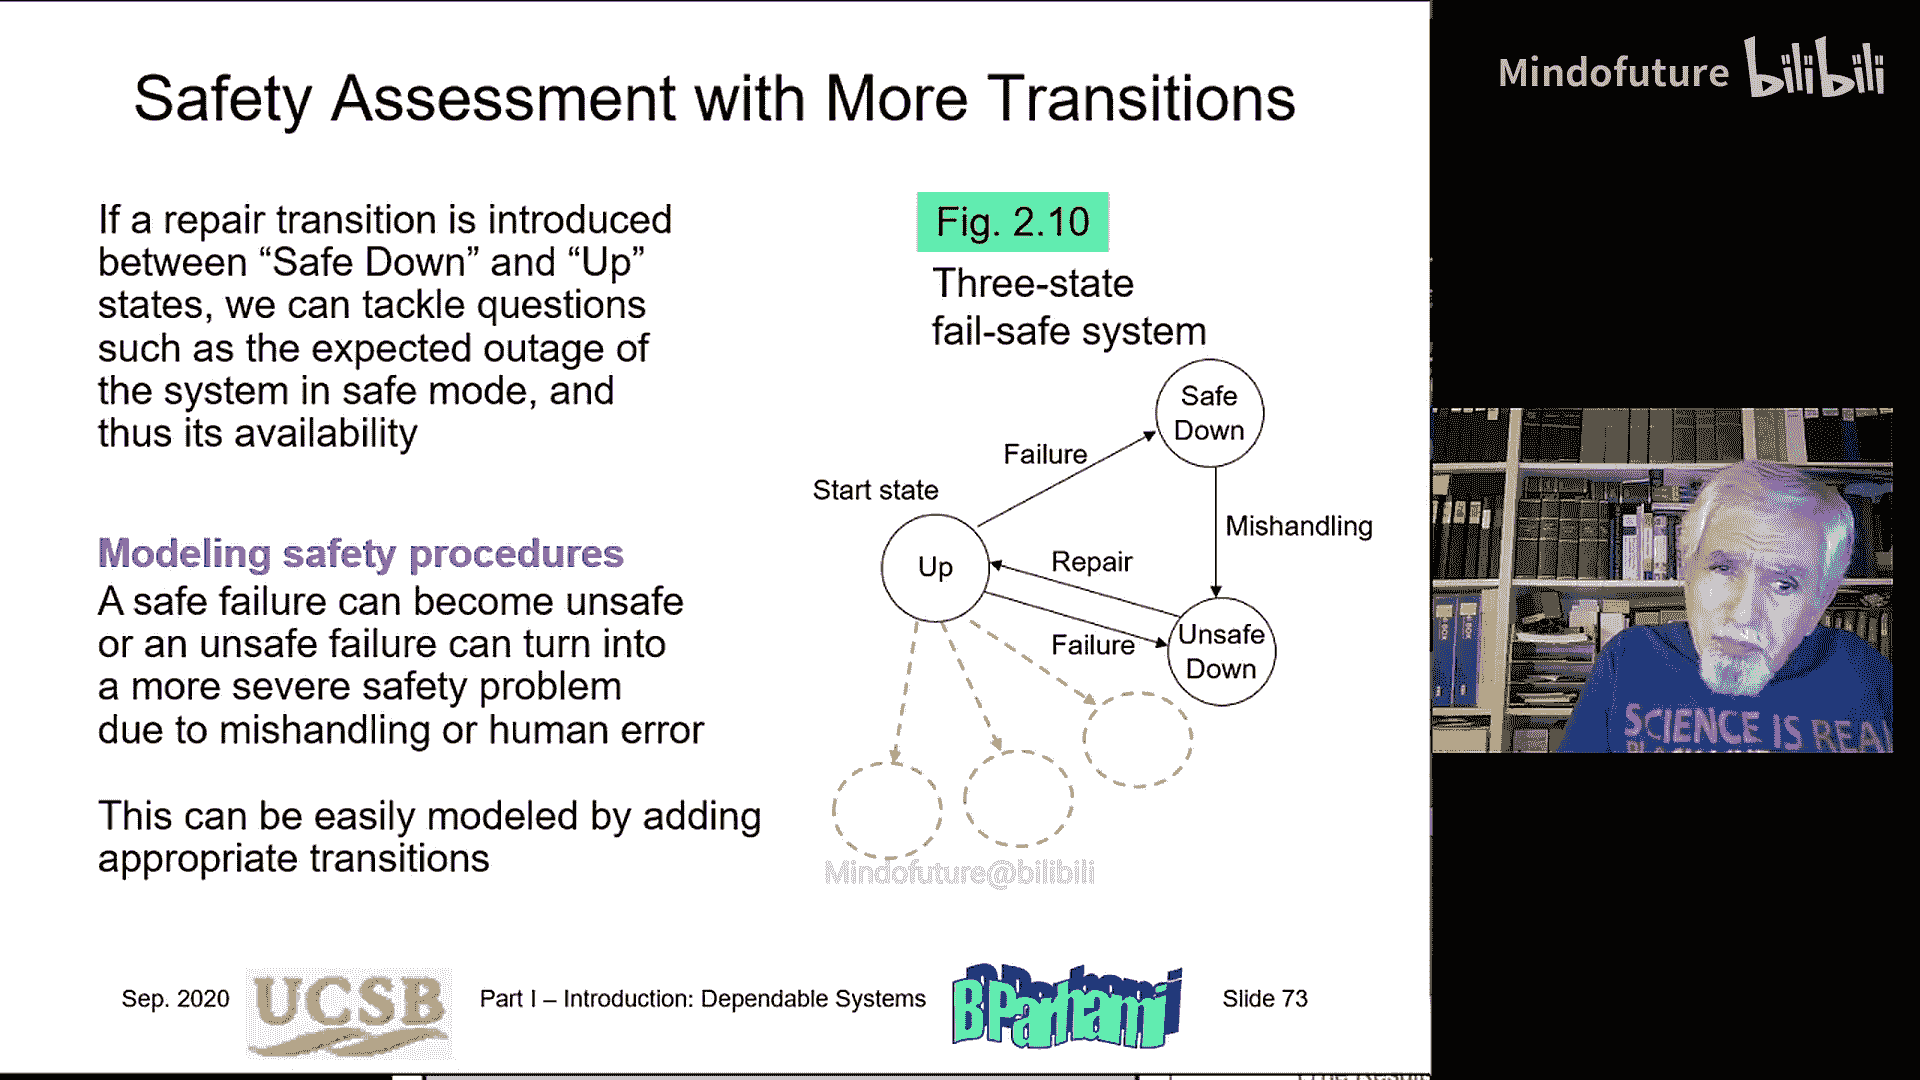 Safety Assessment with More Transitions
If a repair transition is introduced
between “Safe Down” and “Up”
states, we can tackle questions
such as the expected outage of
the system in safe mode, and
thus its availability
Modeling safety procedures
A safe failure can become unsafe
or an unsafe failure can turn into
a more severe safety problem
due to mishandling or human error
This can be easily modeled by adding
appropriate transitions
Fig. 2.10
Three-state
fail-safe system
Safe
Down
Failure
Start state
Mishandling
Up
Repair
Failure
Unsafe
Down
Mindofuture@bilibili
Sep. 2020
UCSB
Part I – Introduction: Dependable Systems
B Parhami
Slide 73
Mindofuture bilibili
SCIENCE IS REAL